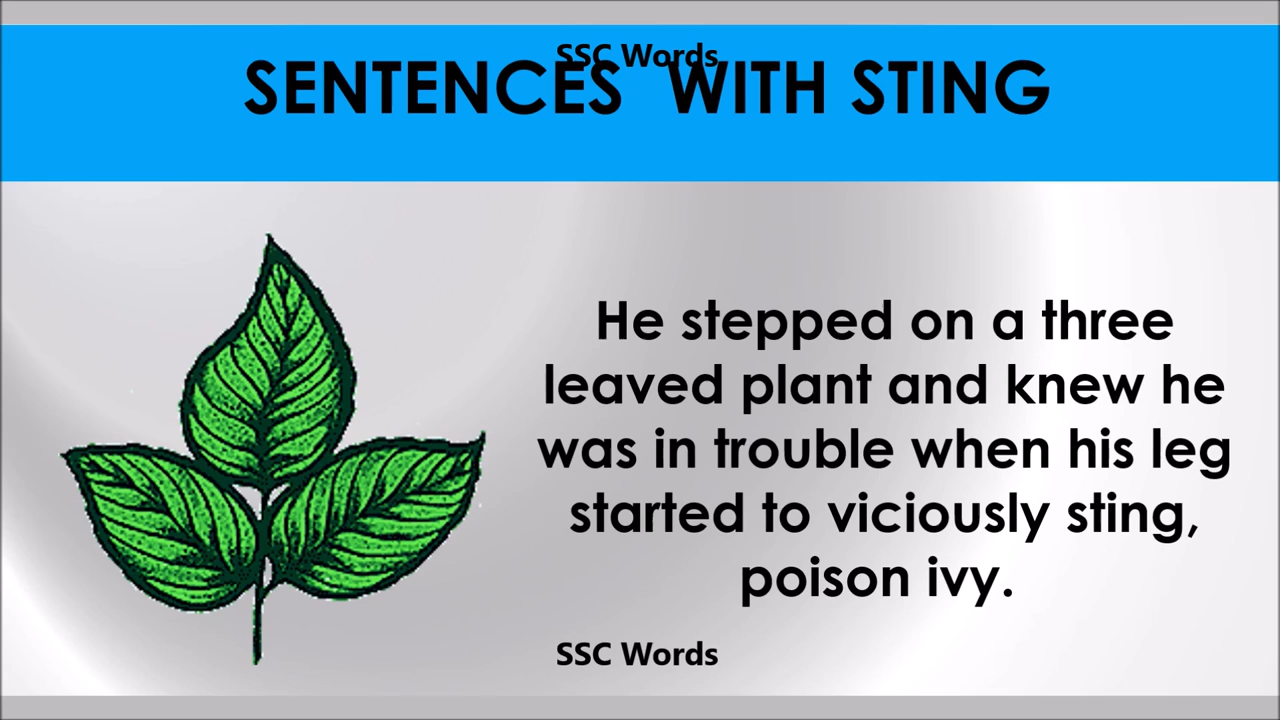 SSC Words
SENTENCES WITH STING
He stepped on a three
leaved plant and knew he
was in trouble when his leg
started to viciously sting,
poison ivy.
SSC Words